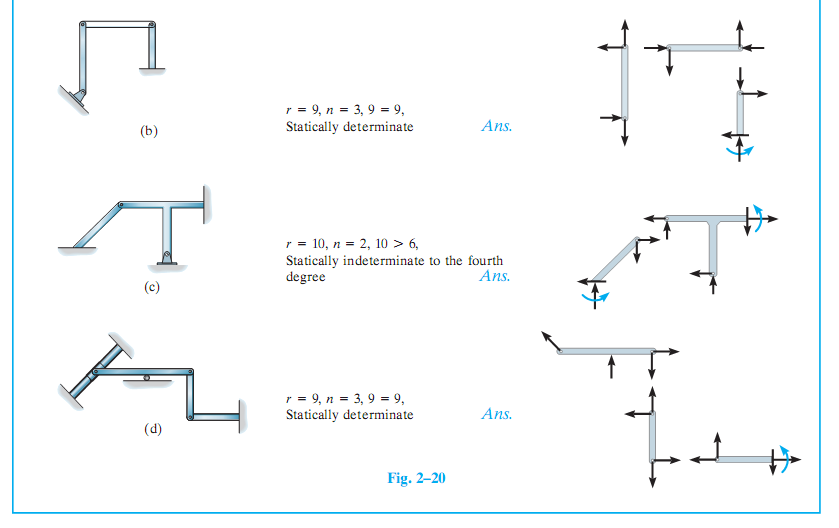 (b)
r = 9, n = 3, 9 = 9,
Statically determinate Ans.
(c)
r = 10, n = 2, 10 > 6,
Statically indeterminate to the fourth
degree Ans.
(d)
r = 9, n = 3, 9 = 9,
Statically determinate Ans.
Fig. 2–20